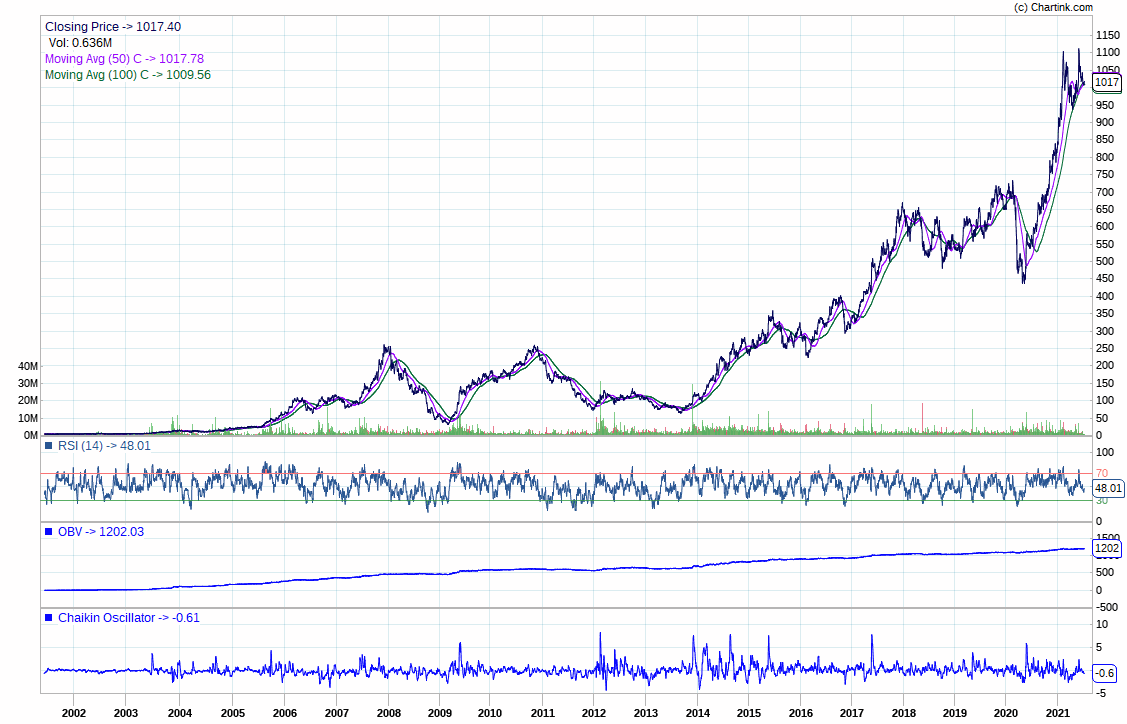 (c) Chartink.com
Closing Price -> 1017.40
Vol: 0.636M
Moving Avg (50) C -> 1017.78
Moving Avg (100) C -> 1009.56
1150
1100
1050
1017
950
900
850
800
750
700
650
600
550
500
450
400
350
300
250
200
150
100
50
0
40M
30M
20M
10M
0M
RSI (14) -> 48.01
100
70
48.01
30
0
OBV -> 1202.03
1500
1202
500
0
-500
Chaikin Oscillator -> -0.61
10
5
-0.6
-5
2002 2003 2004 2005 2006 2007 2008 2009 2010 2011 2012 2013 2014 2015 2016 2017 2018 2019 2020 2021